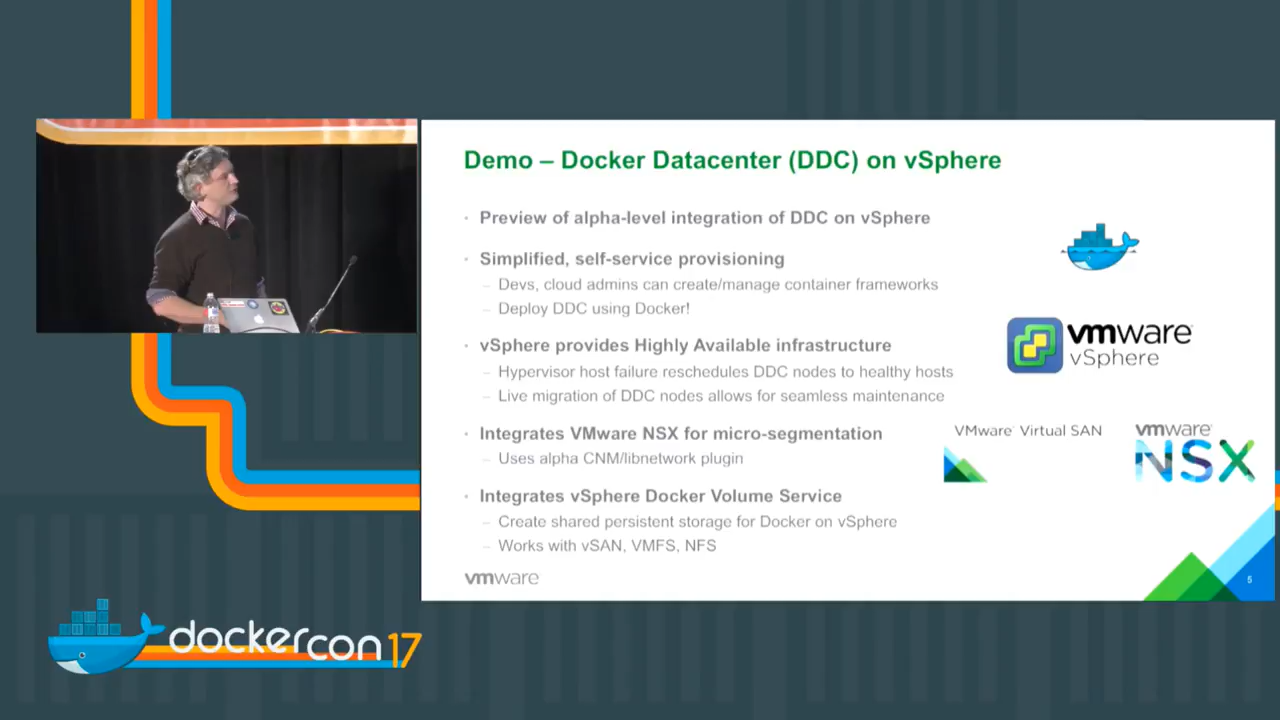 Demo – Docker Datacenter (DDC) on vSphere
Preview of alpha-level integration of DDC on vSphere
Simplified, self-service provisioning
Devs, cloud admins can create/manage container frameworks
Deploy DDC using Docker!
vSphere provides Highly Available infrastructure
Hypervisor host failure reschedules DDC nodes to healthy hosts
Live migration of DDC nodes allows for seamless maintenance
Integrates VMware NSX for micro-segmentation
Uses alpha CNM/libnetwork plugin
Integrates vSphere Docker Volume Service
Create shared persistent storage for Docker on vSphere
Works with vSAN, VMFS, NFS
vmware
vSphere
VMware Virtual SAN
vmware
NSX
vmware
5
dockercon 17